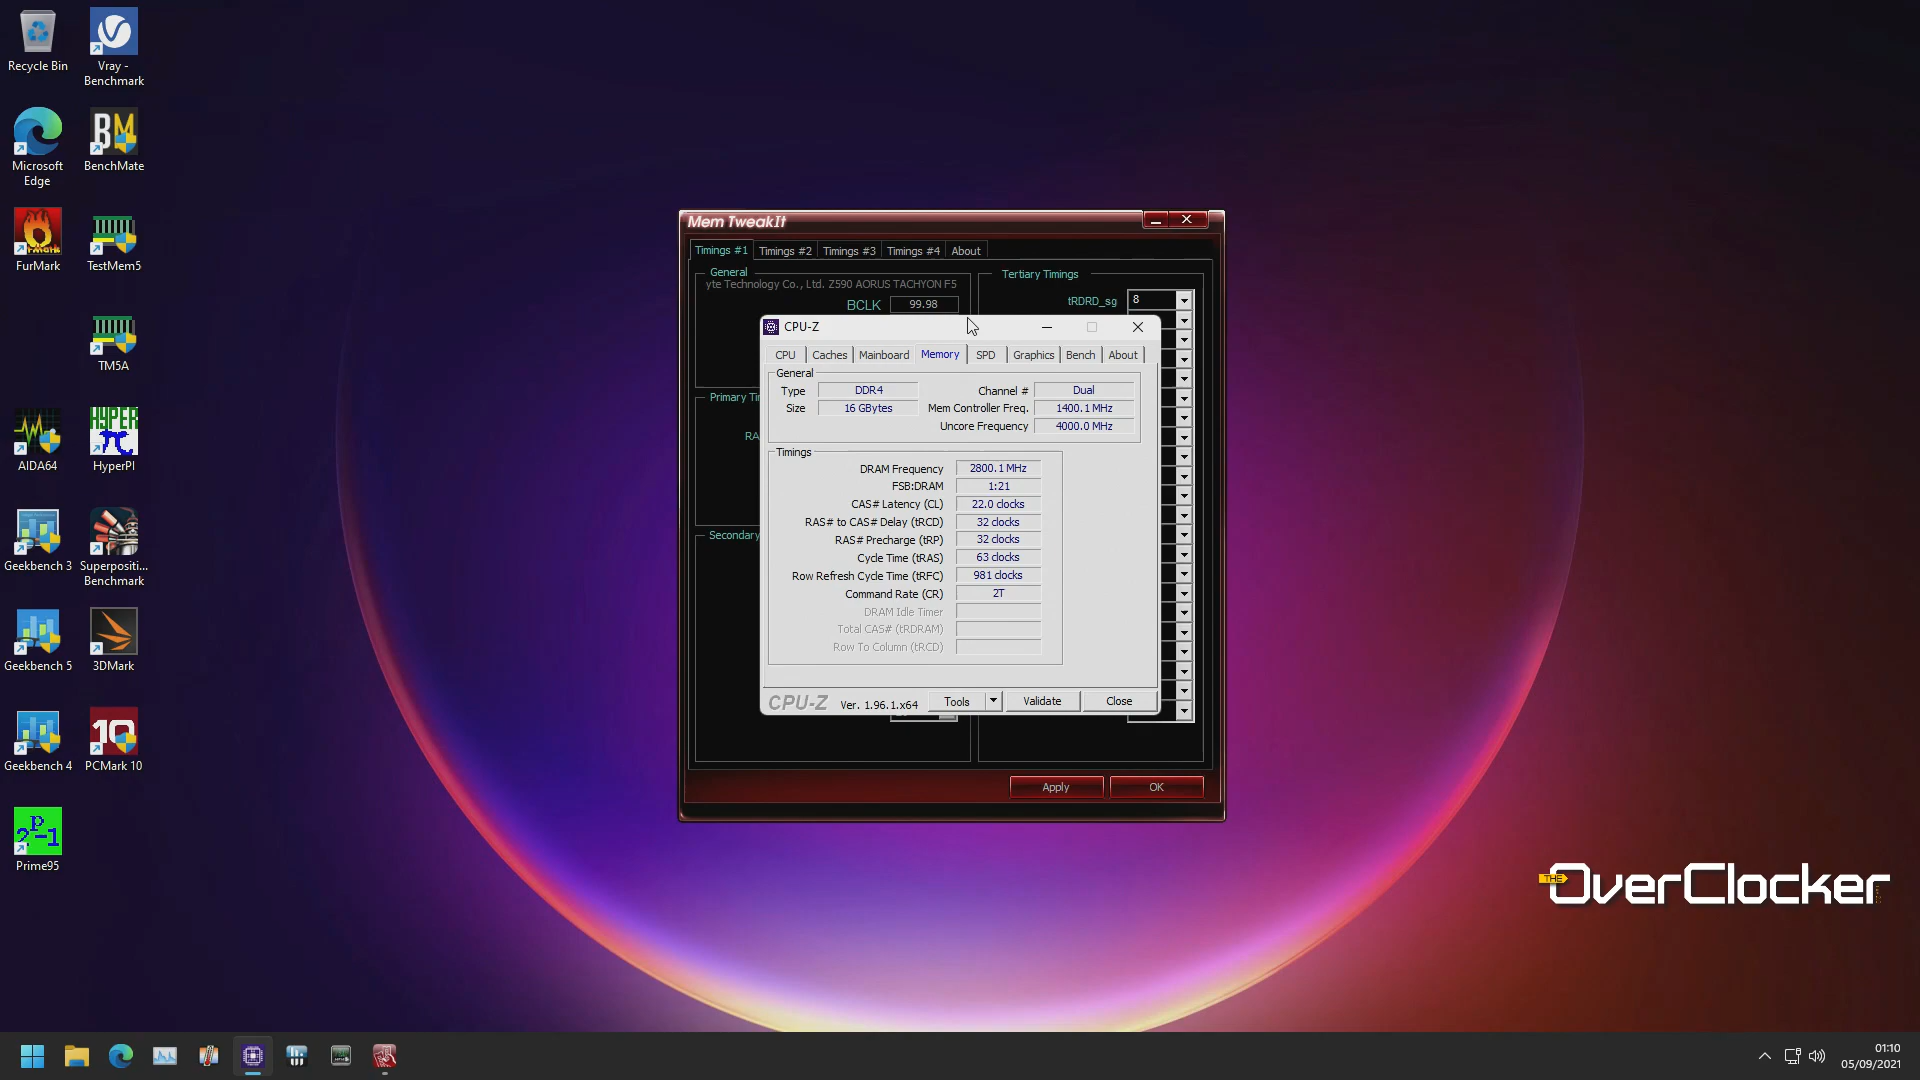 Recycle Bin
Vray -
Benchmark
Microsoft
Edge
BM
BenchMate
FurMark
TestMem5
TM5A
AIDA64
HYPER
HyperPI
Geekbench 3
Superpositi...
Benchmark
Geekbench 5
3DMark
Geekbench 4
10
PCMark 10
2P-1
Prime95
Mem TweakIt
Timings #1
Timings #2
Timings #3
Timings #4
About
General
yte Technology Co., Ltd. Z590 AORUS TACHYON F5
BCLK 99.98
Primary Ti
RA
Secondary
Tertiary Timings
tRDRD_sg 8
Apply
OK
CPU-Z
CPU
Caches
Mainboard
Memory
SPD
Graphics
Bench
About
General
Type DDR4
Channel # Dual
Size 16 GBytes
Mem Controller Freq. 1400.1 MHz
Uncore Frequency 4000.0 MHz
Timings
DRAM Frequency 2800.1 MHz
FSB:DRAM 1:21
CAS# Latency (CL) 22.0 clocks
RAS# to CAS# Delay (tRCD) 32 clocks
RAS# Precharge (tRP) 32 clocks
Cycle Time (tRAS) 63 clocks
Row Refresh Cycle Time (tRFC) 981 clocks
Command Rate (CR) 2T
DRAM Idle Timer
Total CAS# (tRDRAM)
Row To Column (tRCD)
CPU-Z Ver. 1.96.1.x64
Tools
Validate
Close
THE OverClocker
01:10
05/09/2021